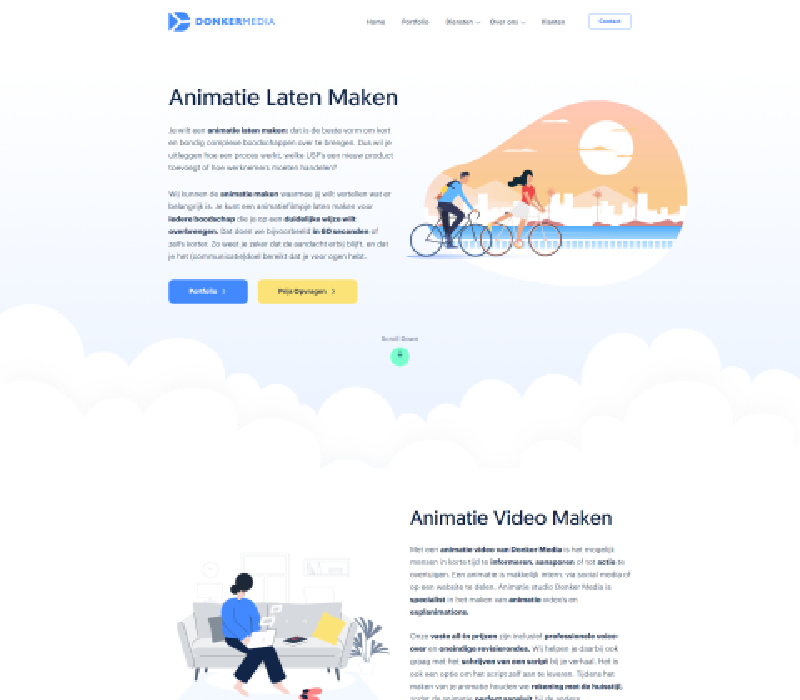 DONKERMEDIA
Home Portfolio Diensten Over ons Klanten Contact
Animatie Laten Maken
Je wilt een animatie laten maken: dat is de beste vorm om kort
en bondig complexe boodschappen over te brengen. Dus wil je
uitleggen hoe een proces werkt, welke USP's een nieuw product
toevoegt of hoe werknemers moeten handelen?
Wij kunnen de animatie maken waarmee jij wilt vertellen wat er
belangrijk is. Je kunt een animatiefilmpje laten maken voor
iedere boodschap die je op een duidelijke wijze wilt
overbrengen. Dat doen we bijvoorbeeld in 60 seconden of
zelfs korter. Zo weet je zeker dat de aandacht erbij blijft, en dat
je het (communicatie)doel bereikt dat je voor ogen hebt.
Portfolio Prijs Opvragen
Scroll Down
Animatie Video Maken
Met een animatie video van Donker Media is het mogelijk
mensen in korte tijd te informeren, aansporen of tot actie te
overtuigen. Een animatie is makkelijk intern, via social media of
op een website te delen. Animatie studio Donker Media is
specialist in het maken van animatie video's en
explanimations.
Onze vaste all-in prijzen zijn inclusief professionele voice-
over en oneindige revisierondes. Wij helpen je daarbij ook
graag met het schrijven van een script bij je verhaal. Het is
ook een optie om het script zelf aan te leveren. Tijdens het
maken van je animatie houden we rekening met de huisstijl,
zodat de animatie perfect aansluit bij de andere